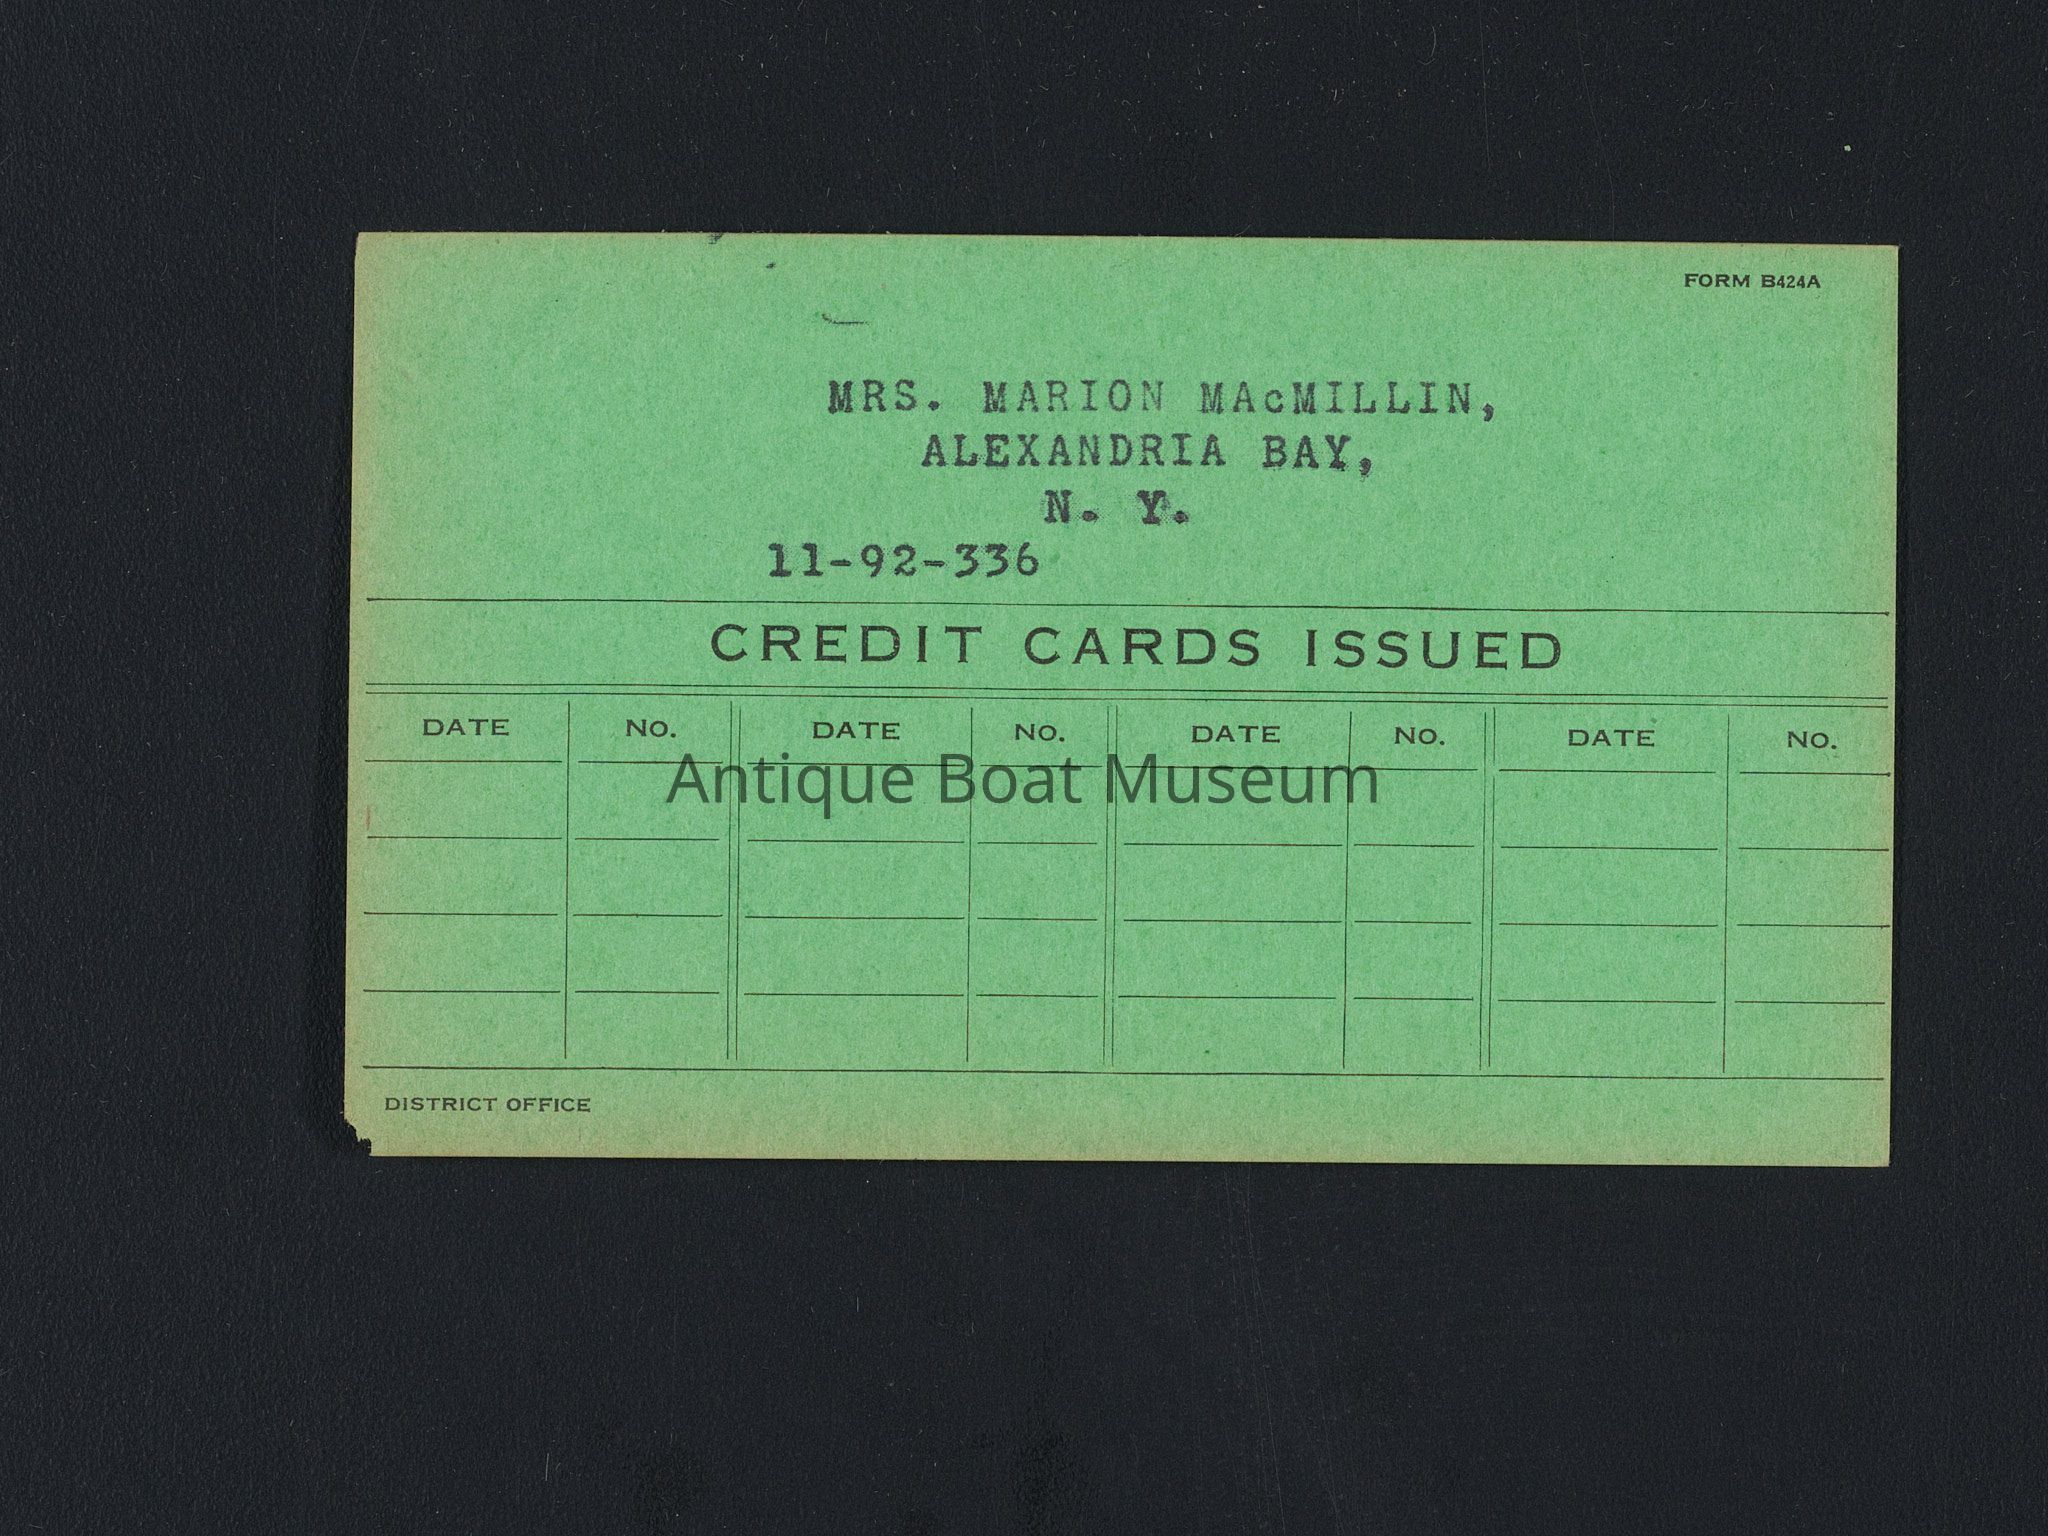 FORM B424A
MRS. MARION MAcMILLIN,
ALEXANDRIA BAY,
N. Y.
11-92-336
CREDIT CARDS ISSUED
DATE NO. DATE NO. DATE NO. DATE NO.
Antique Boat Museum
DISTRICT OFFICE